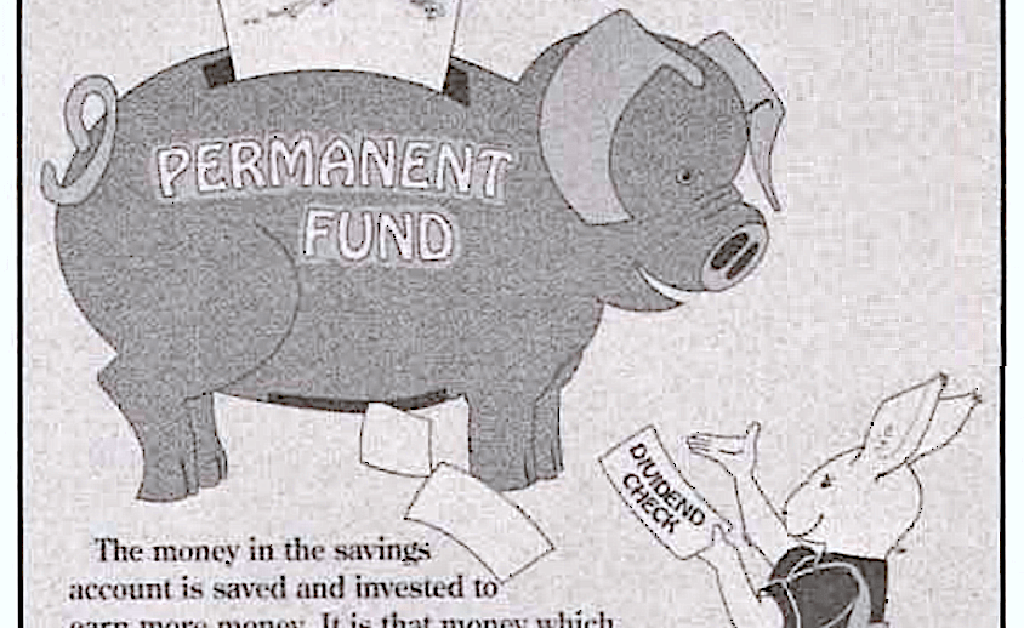 PERMANENT
FUND
DIVIDEND
CHECK
The money in the savings
account is saved and invested to
earn more money. It is that money which